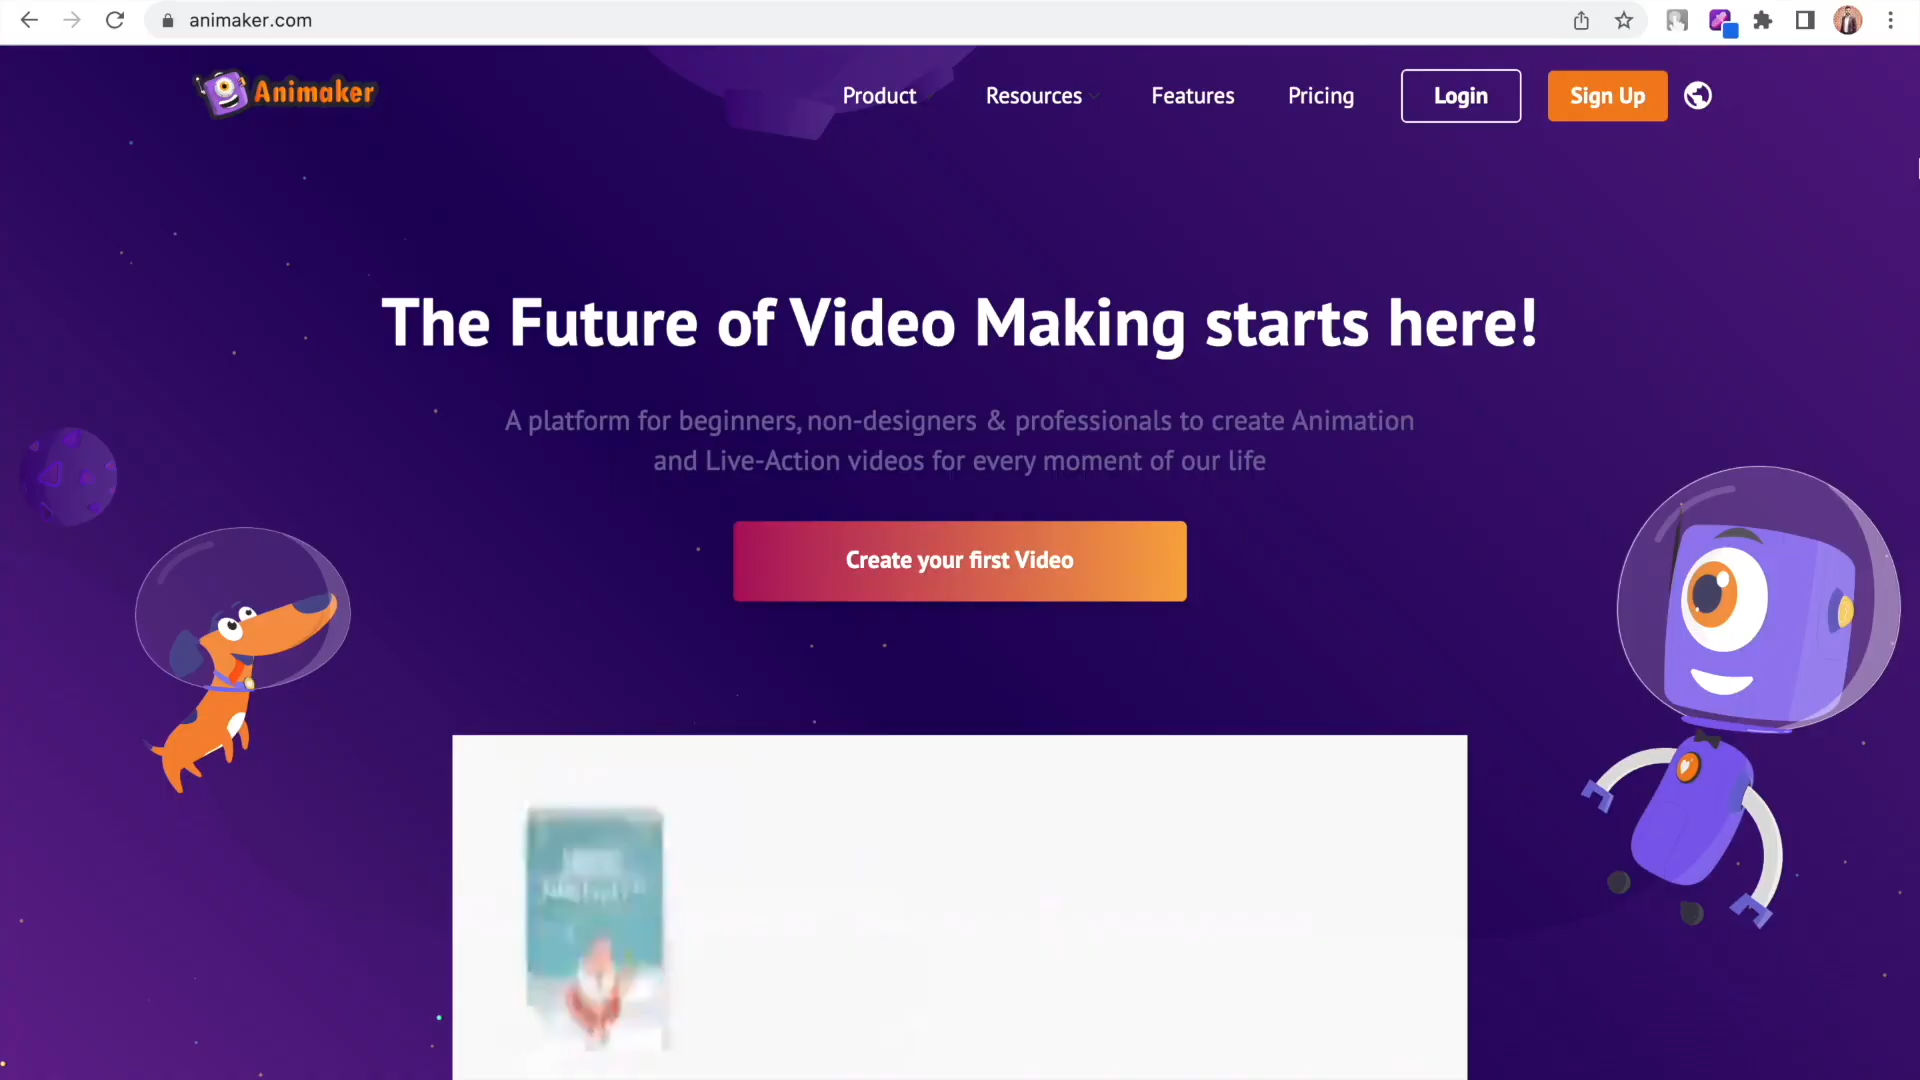 animaker.com
Animaker
Product
Resources
Features
Pricing
Login
Sign Up
The Future of Video Making starts here!
A platform for beginners, non-designers & professionals to create Animation
and Live-Action videos for every moment of our life
Create your first Video